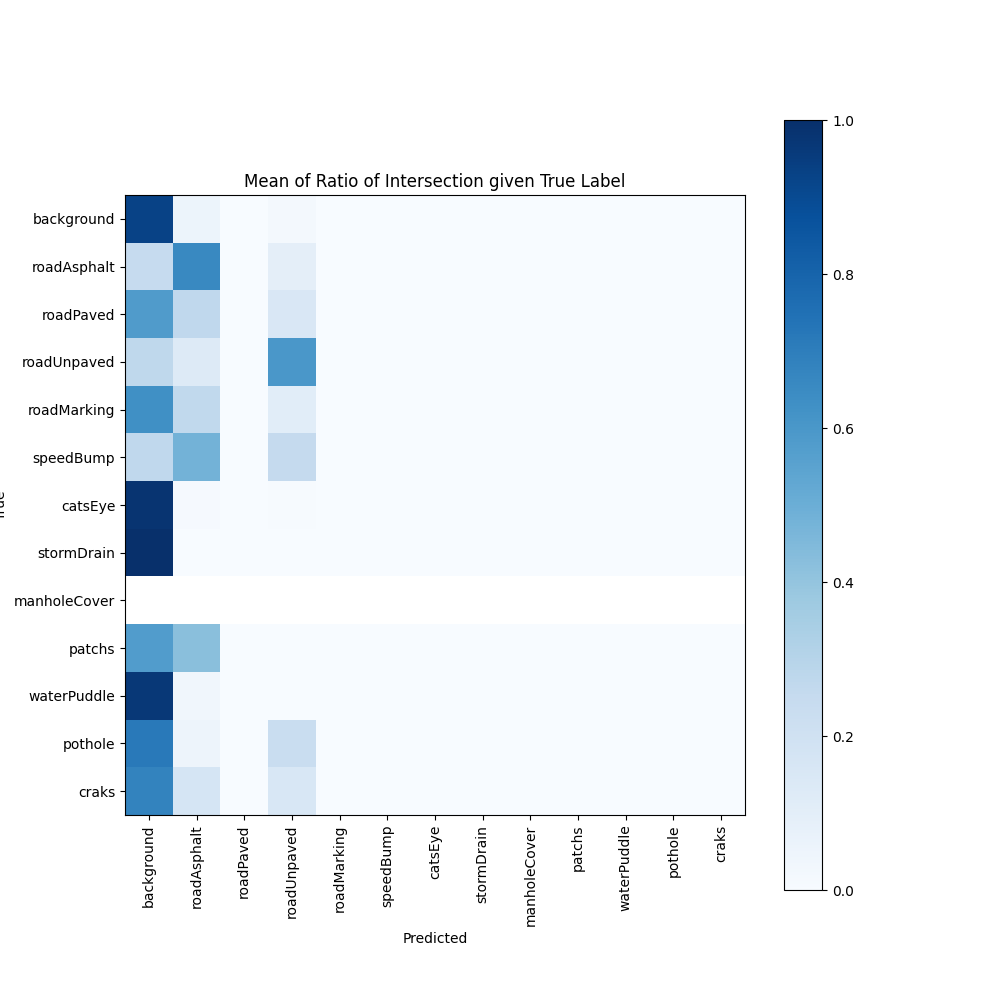 Mean of Ratio of Intersection given True Label
background
roadAsphalt
roadPaved
roadUnpaved
roadMarking
speedBump
catsEye
stormDrain
manholeCover
patchs
waterPuddle
pothole
craks
background
roadAsphalt
roadPaved
roadUnpaved
roadMarking
speedBump
catsEye
stormDrain
manholeCover
patchs
waterPuddle
pothole
craks
Predicted
1.0
0.8
0.6
0.4
0.2
0.0